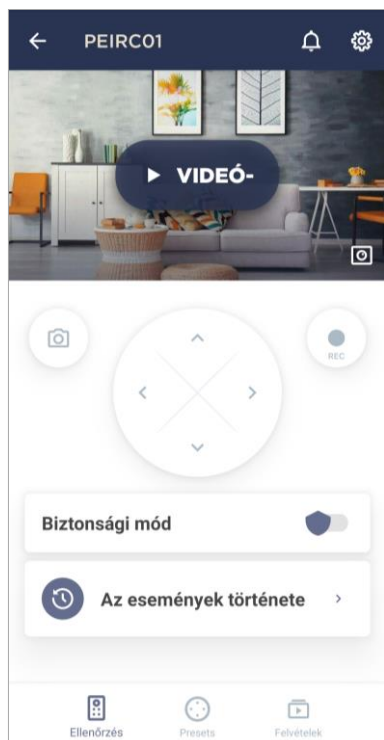 PEIRC01
VIDEÓ-
REC
Biztonsági mód
Az események története
Ellenőrzés
Presets
Felvételek